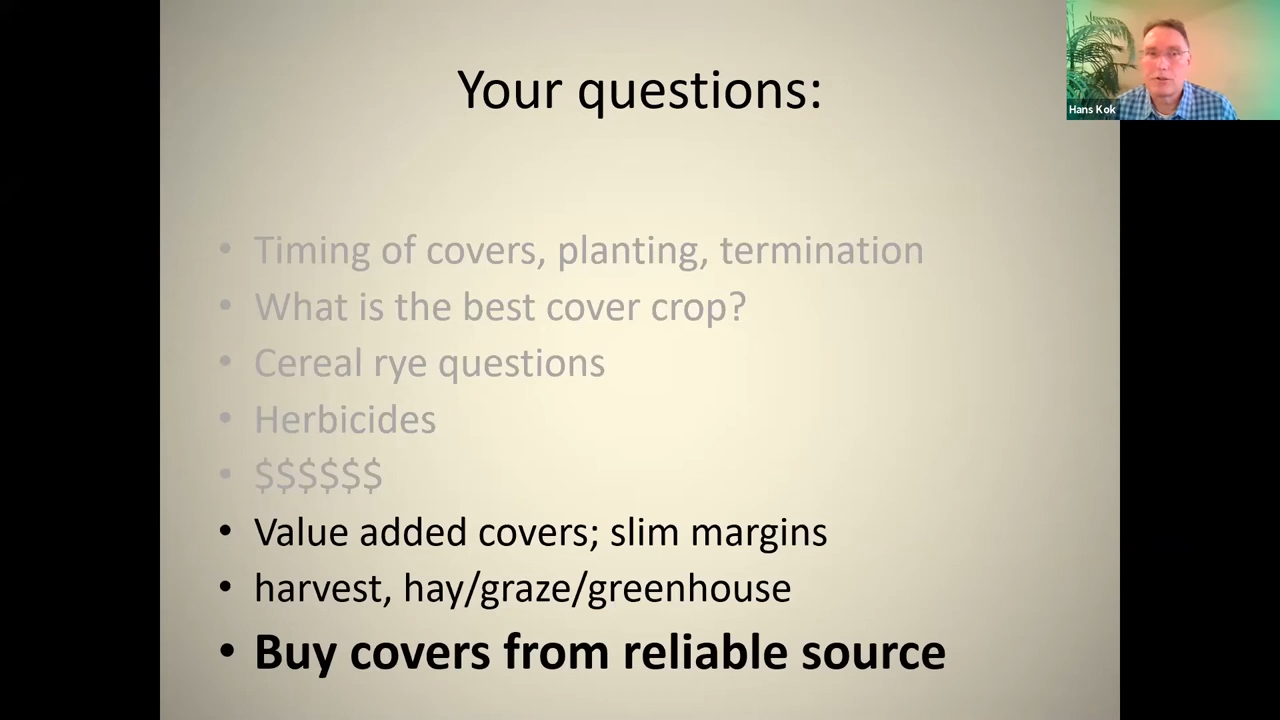 Your questions:
Hans Kok
• Timing of covers, planting, termination
• What is the best cover crop?
• Cereal rye questions
• Herbicides
• $$$$$$
• Value added covers; slim margins
• harvest, hay/graze/greenhouse
• Buy covers from reliable source